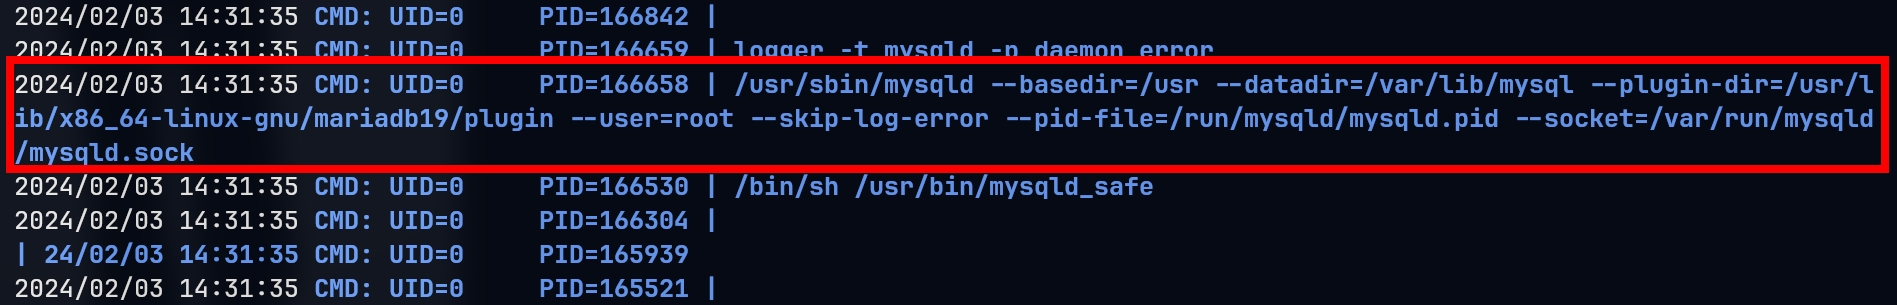 2024/02/03 14:31:35 CMD: UID=0     PID=166842 |
2024/02/03 14:31:35 CMD: UID=0     PID=166659 | logger -t mysqld -p daemon error
2024/02/03 14:31:35 CMD: UID=0     PID=166658 | /usr/sbin/mysqld --basedir=/usr --datadir=/var/lib/mysql --plugin-dir=/usr/l
ib/x86_64-linux-gnu/mariadb19/plugin --user=root --skip-log-error --pid-file=/run/mysqld/mysqld.pid --socket=/var/run/mysqld
/mysqld.sock
2024/02/03 14:31:35 CMD: UID=0     PID=166530 | /bin/sh /usr/bin/mysqld_safe
2024/02/03 14:31:35 CMD: UID=0     PID=166304 |
| 24/02/03 14:31:35 CMD: UID=0     PID=165939
2024/02/03 14:31:35 CMD: UID=0     PID=165521 |